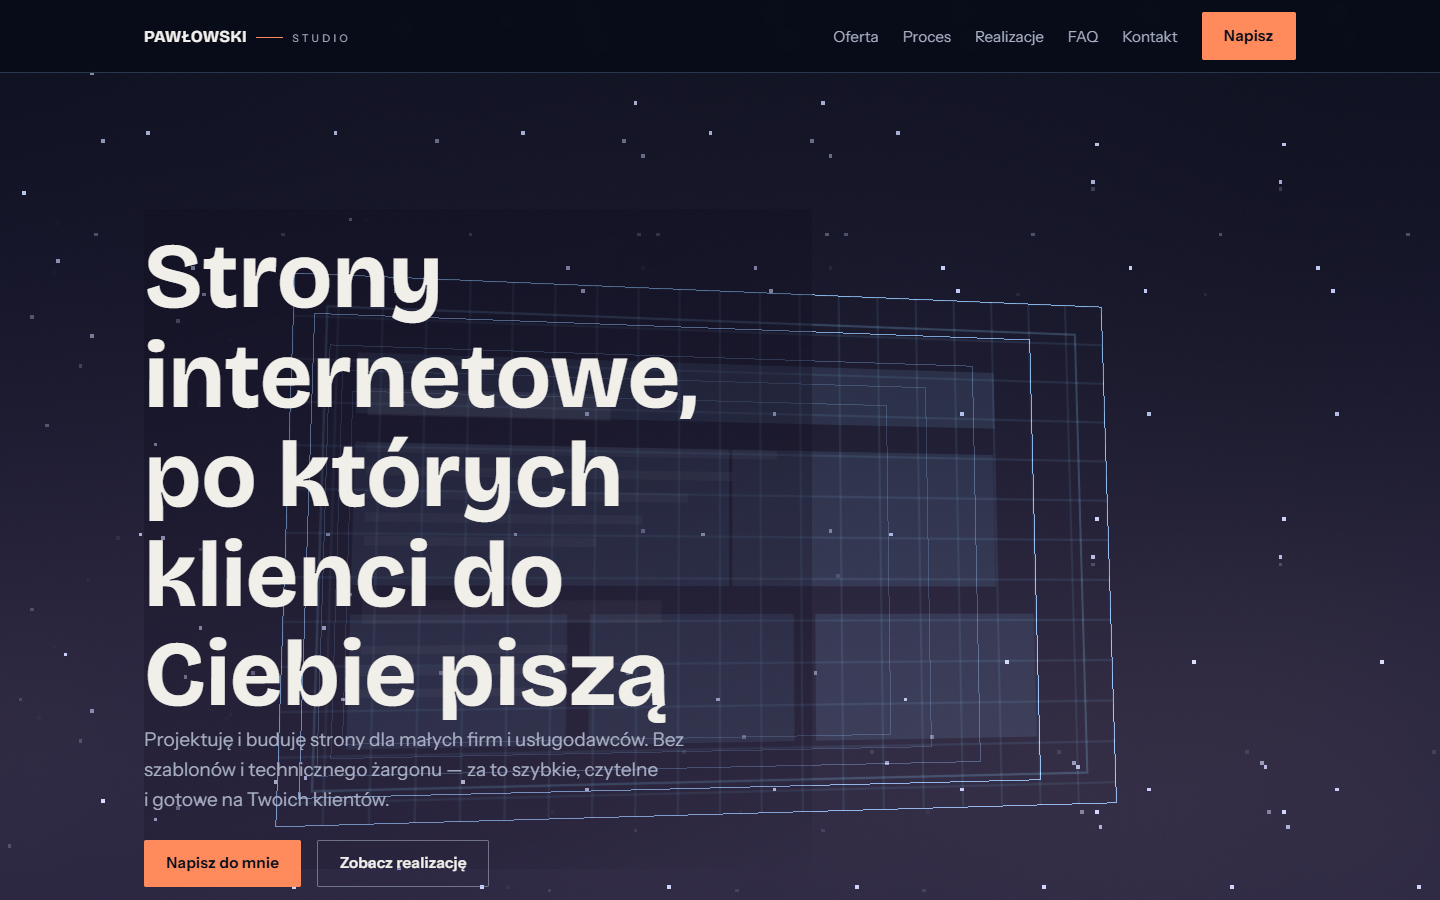 PAWŁOWSKI STUDIO
Oferta Proces Realizacje FAQ Kontakt Napisz
Strony
internetowe,
po których
klienci do
Ciebie piszą
Projektuję i buduję strony dla małych firm i usługodawców. Bez
szablonów i technicznego żargonu — za to szybkie, czytelne
i gotowe na Twoich klientów.
Napisz do mnie Zobacz realizację